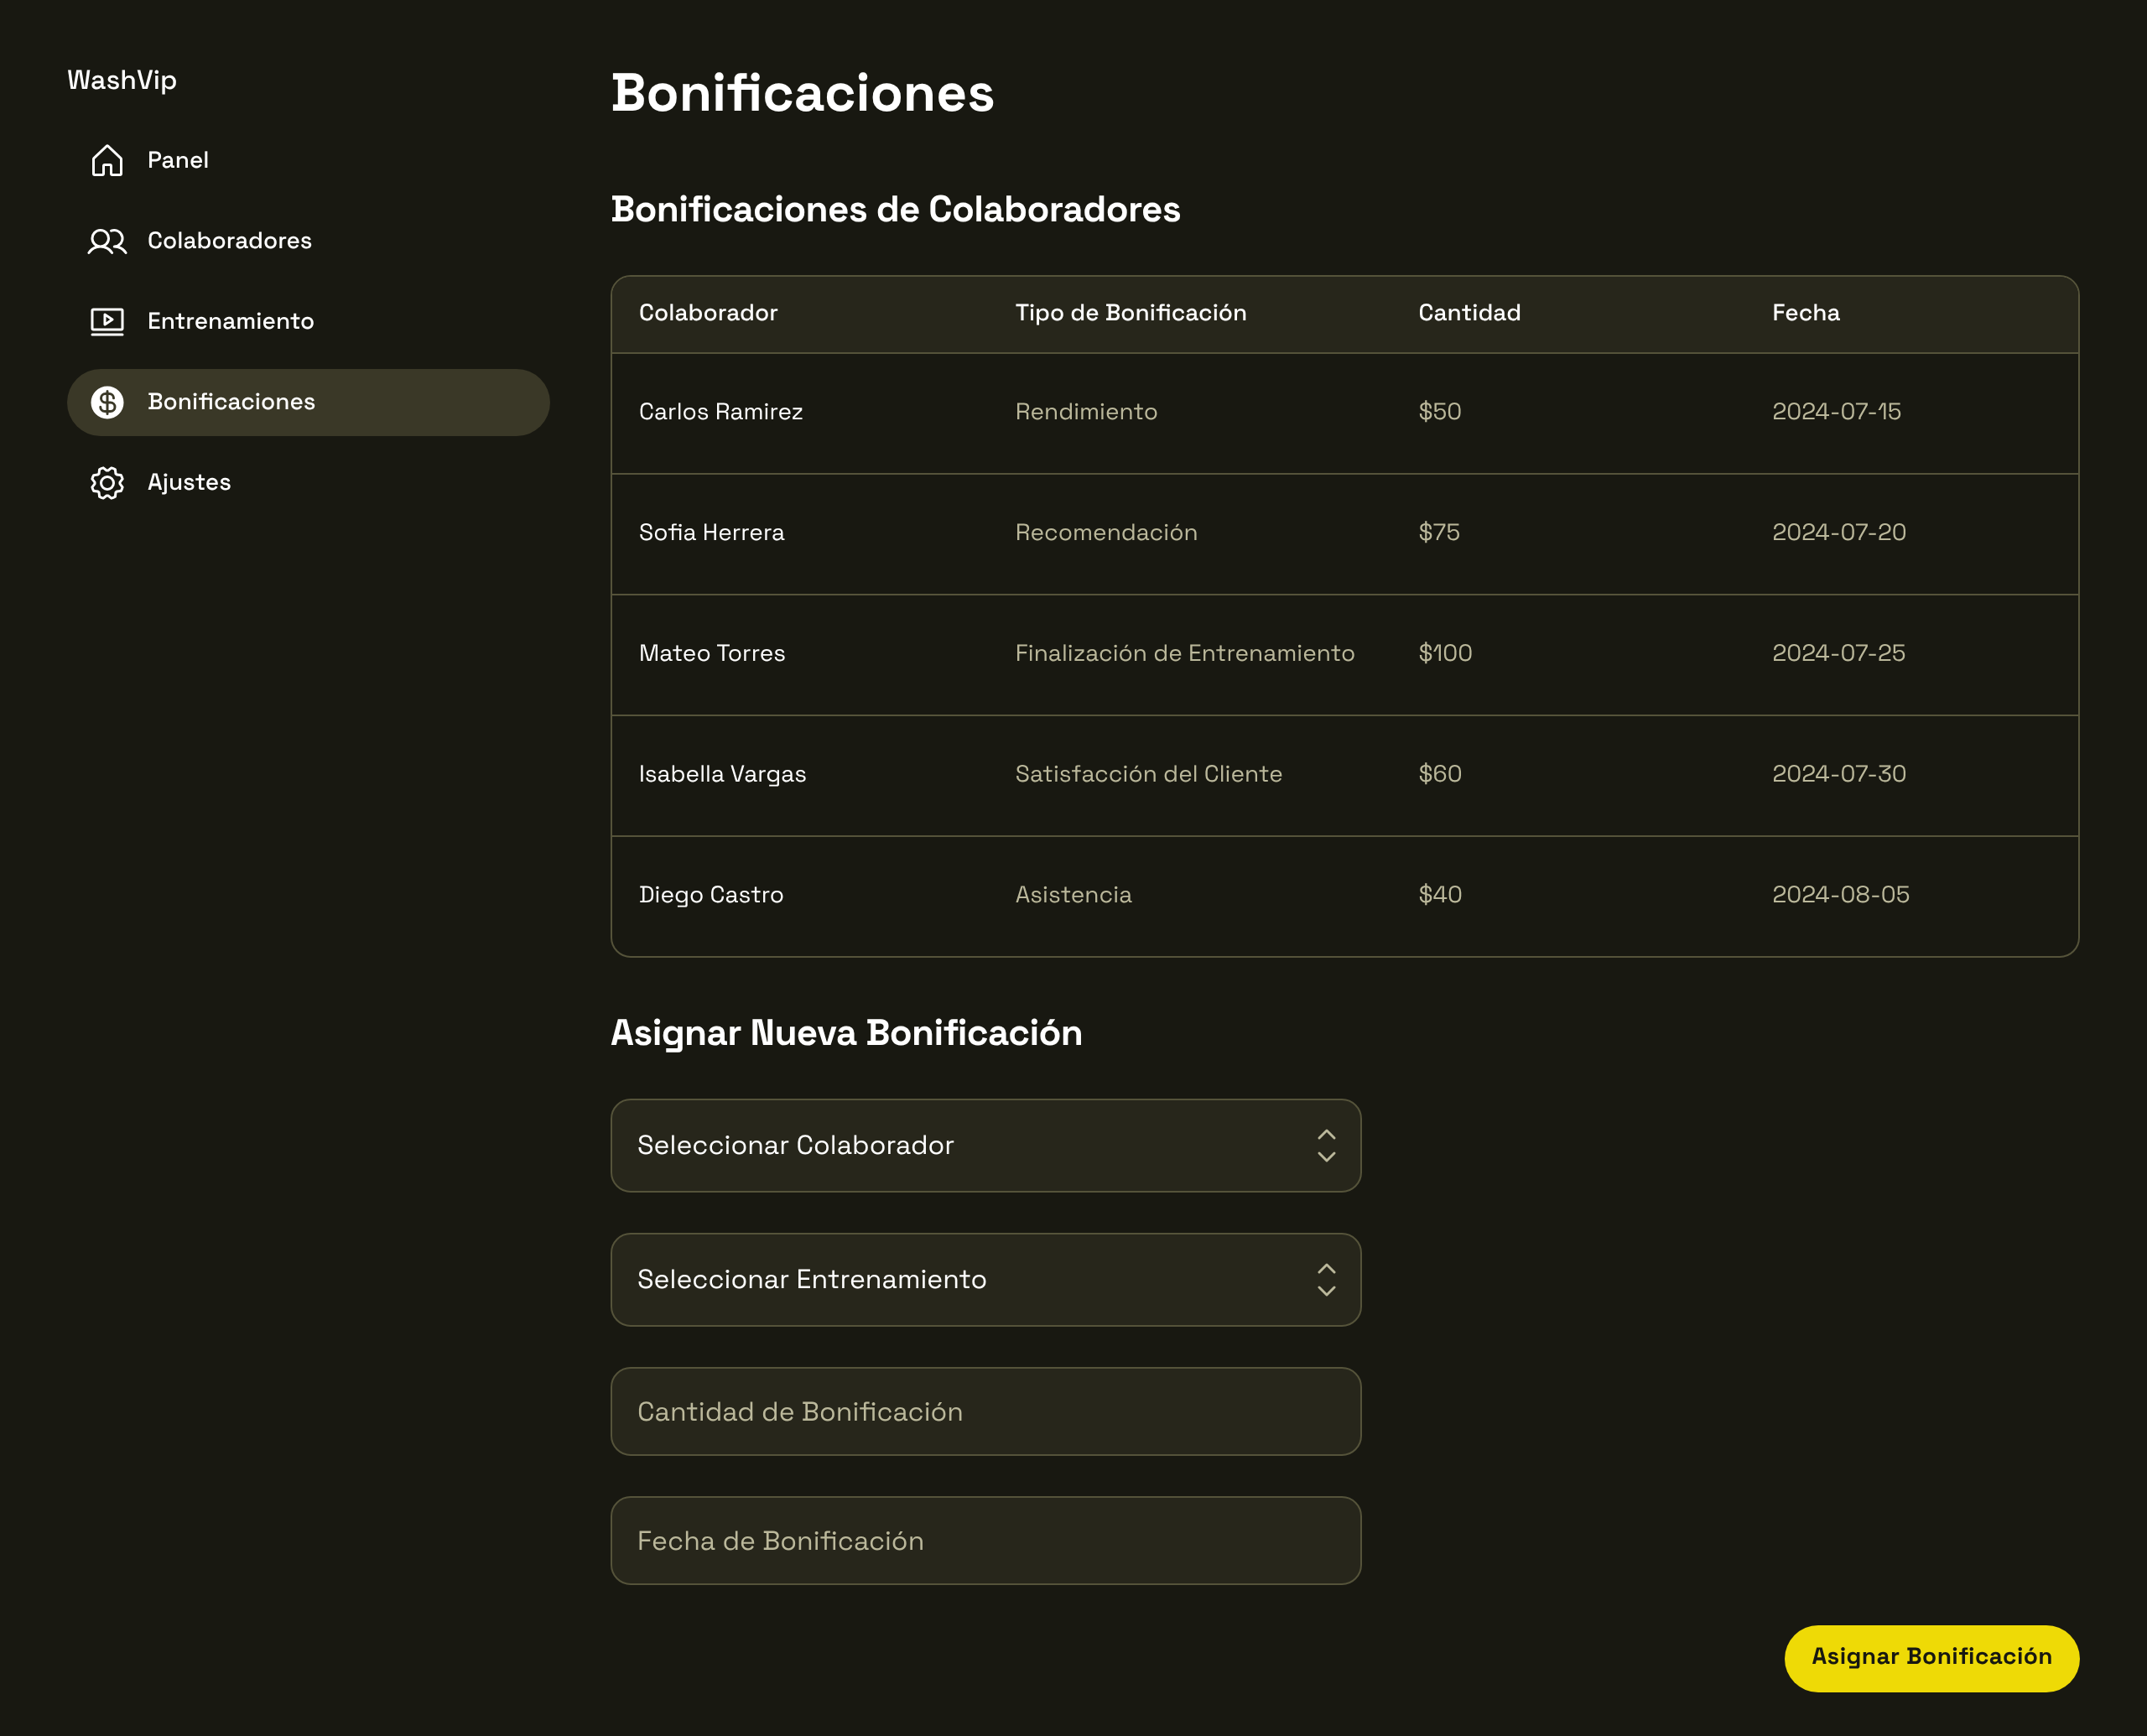 WashVip
Panel
Colaboradores
Entrenamiento
Bonificaciones
Ajustes
Bonificaciones
Bonificaciones de Colaboradores
Colaborador Tipo de Bonificación Cantidad Fecha
Carlos Ramirez Rendimiento $50 2024-07-15
Sofia Herrera Recomendación $75 2024-07-20
Mateo Torres Finalización de Entrenamiento $100 2024-07-25
Isabella Vargas Satisfacción del Cliente $60 2024-07-30
Diego Castro Asistencia $40 2024-08-05
Asignar Nueva Bonificación
Seleccionar Colaborador
Seleccionar Entrenamiento
Cantidad de Bonificación
Fecha de Bonificación
Asignar Bonificación